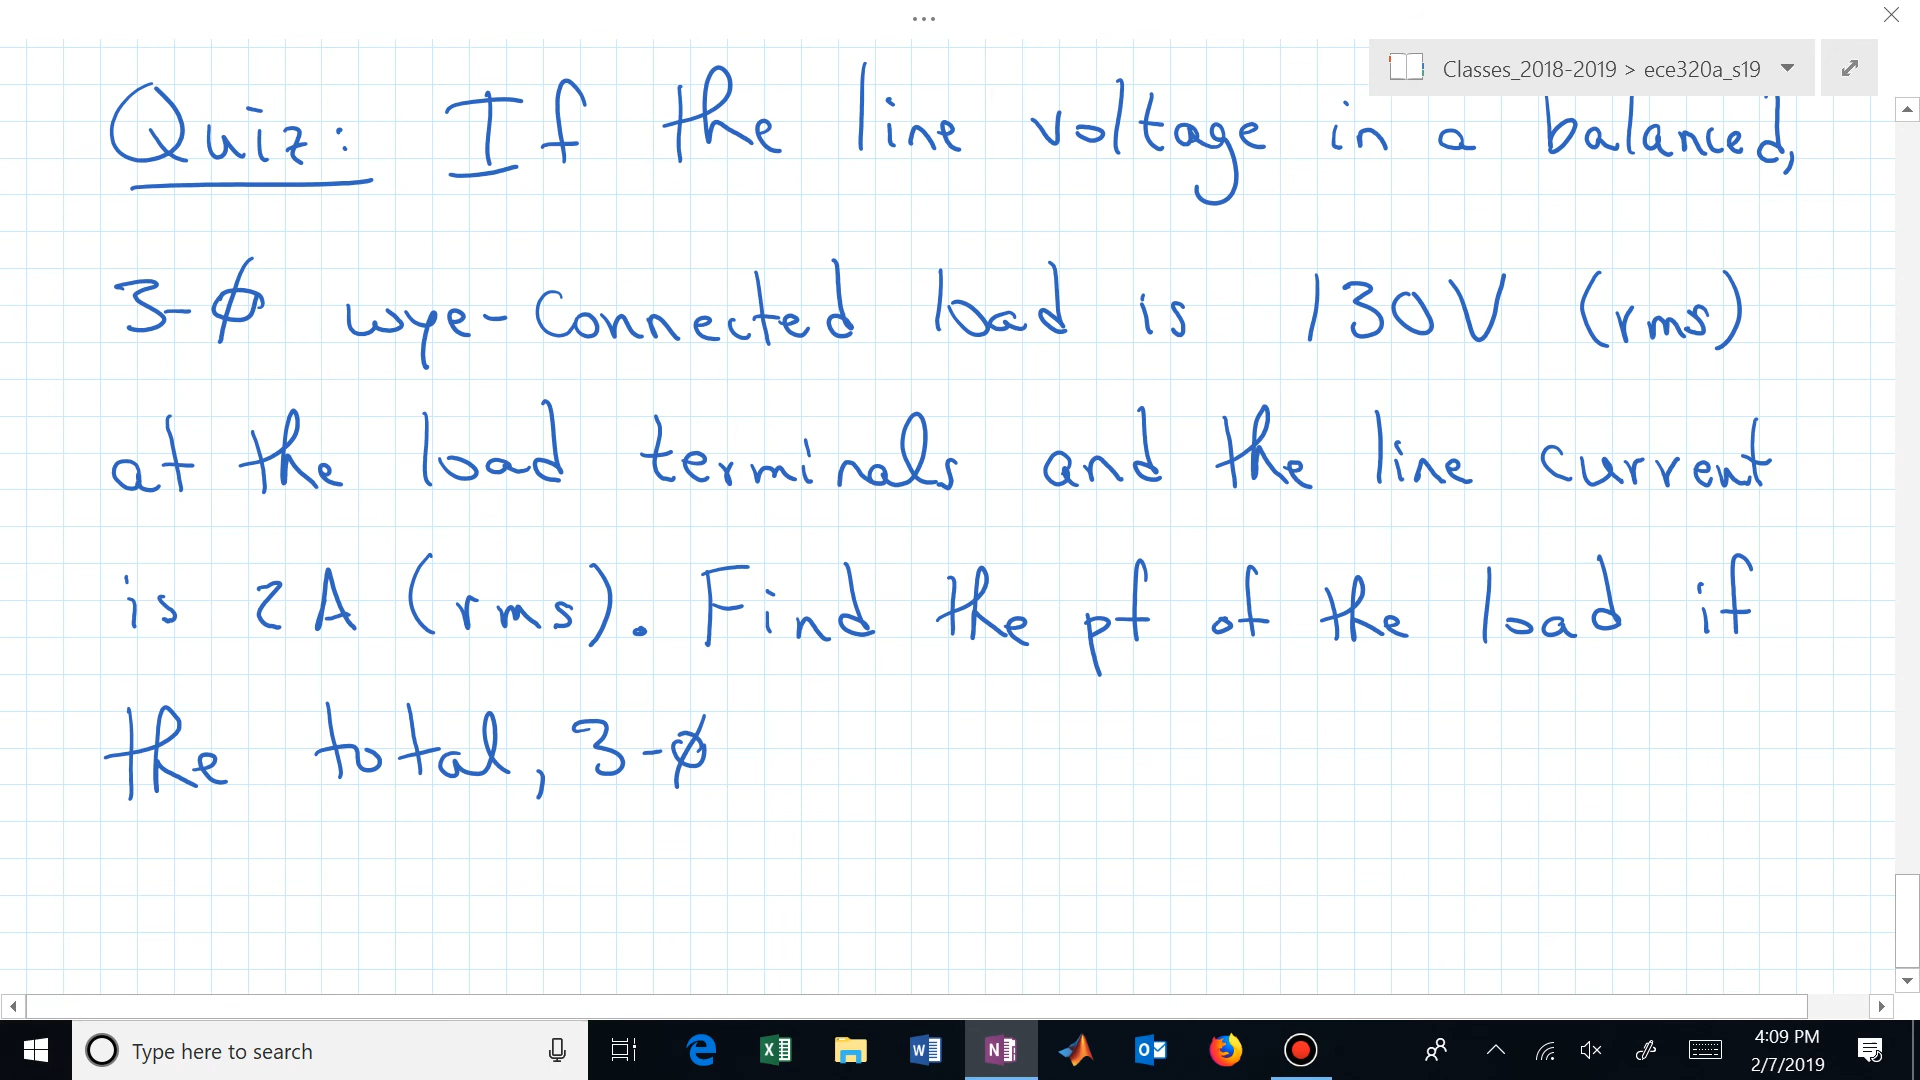 Classes_2018-2019 > ece320a_s19
Quiz: If the line voltage in a balanced,
3-ϕ wye-connected load is 130V (rms)
at the load terminals and the line current
is 2A (rms). Find the pf of the load if
the total, 3-ϕ
Type here to search
4:09 PM
2/7/2019